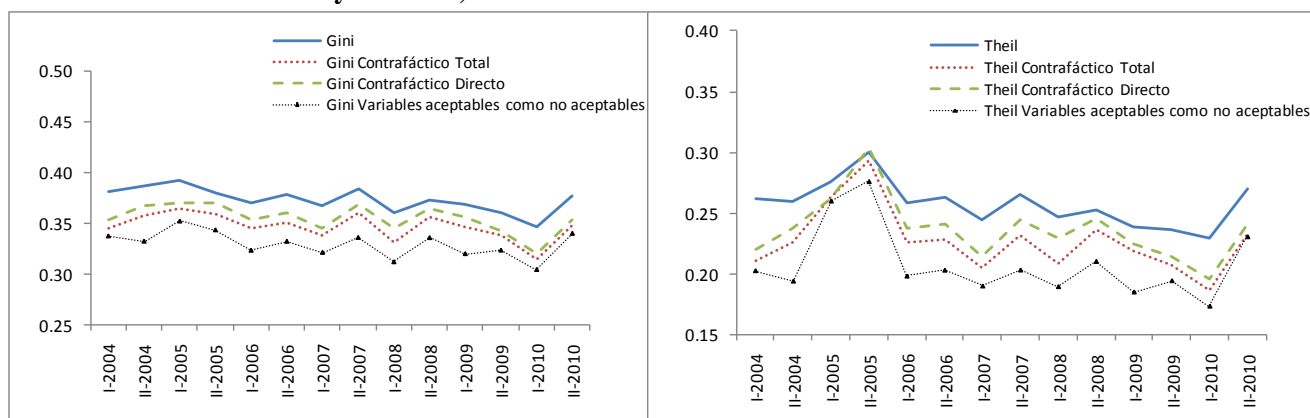 Gini
Gini Contrafáctico Total
Gini Contrafáctico Directo
Gini Variables aceptables como no aceptables
0.50
0.45
0.40
0.35
0.30
0.25
I-2004
II-2004
I-2005
II-2005
I-2006
II-2006
I-2007
II-2007
I-2008
II-2008
I-2009
II-2009
I-2010
II-2010
Theil
Theil Contrafáctico Total
Theil Contrafáctico Directo
Theil Variables aceptables como no aceptables
0.40
0.35
0.30
0.25
0.20
0.15
I-2004
II-2004
I-2005
II-2005
I-2006
II-2006
I-2007
II-2007
I-2008
II-2008
I-2009
II-2009
I-2010
II-2010